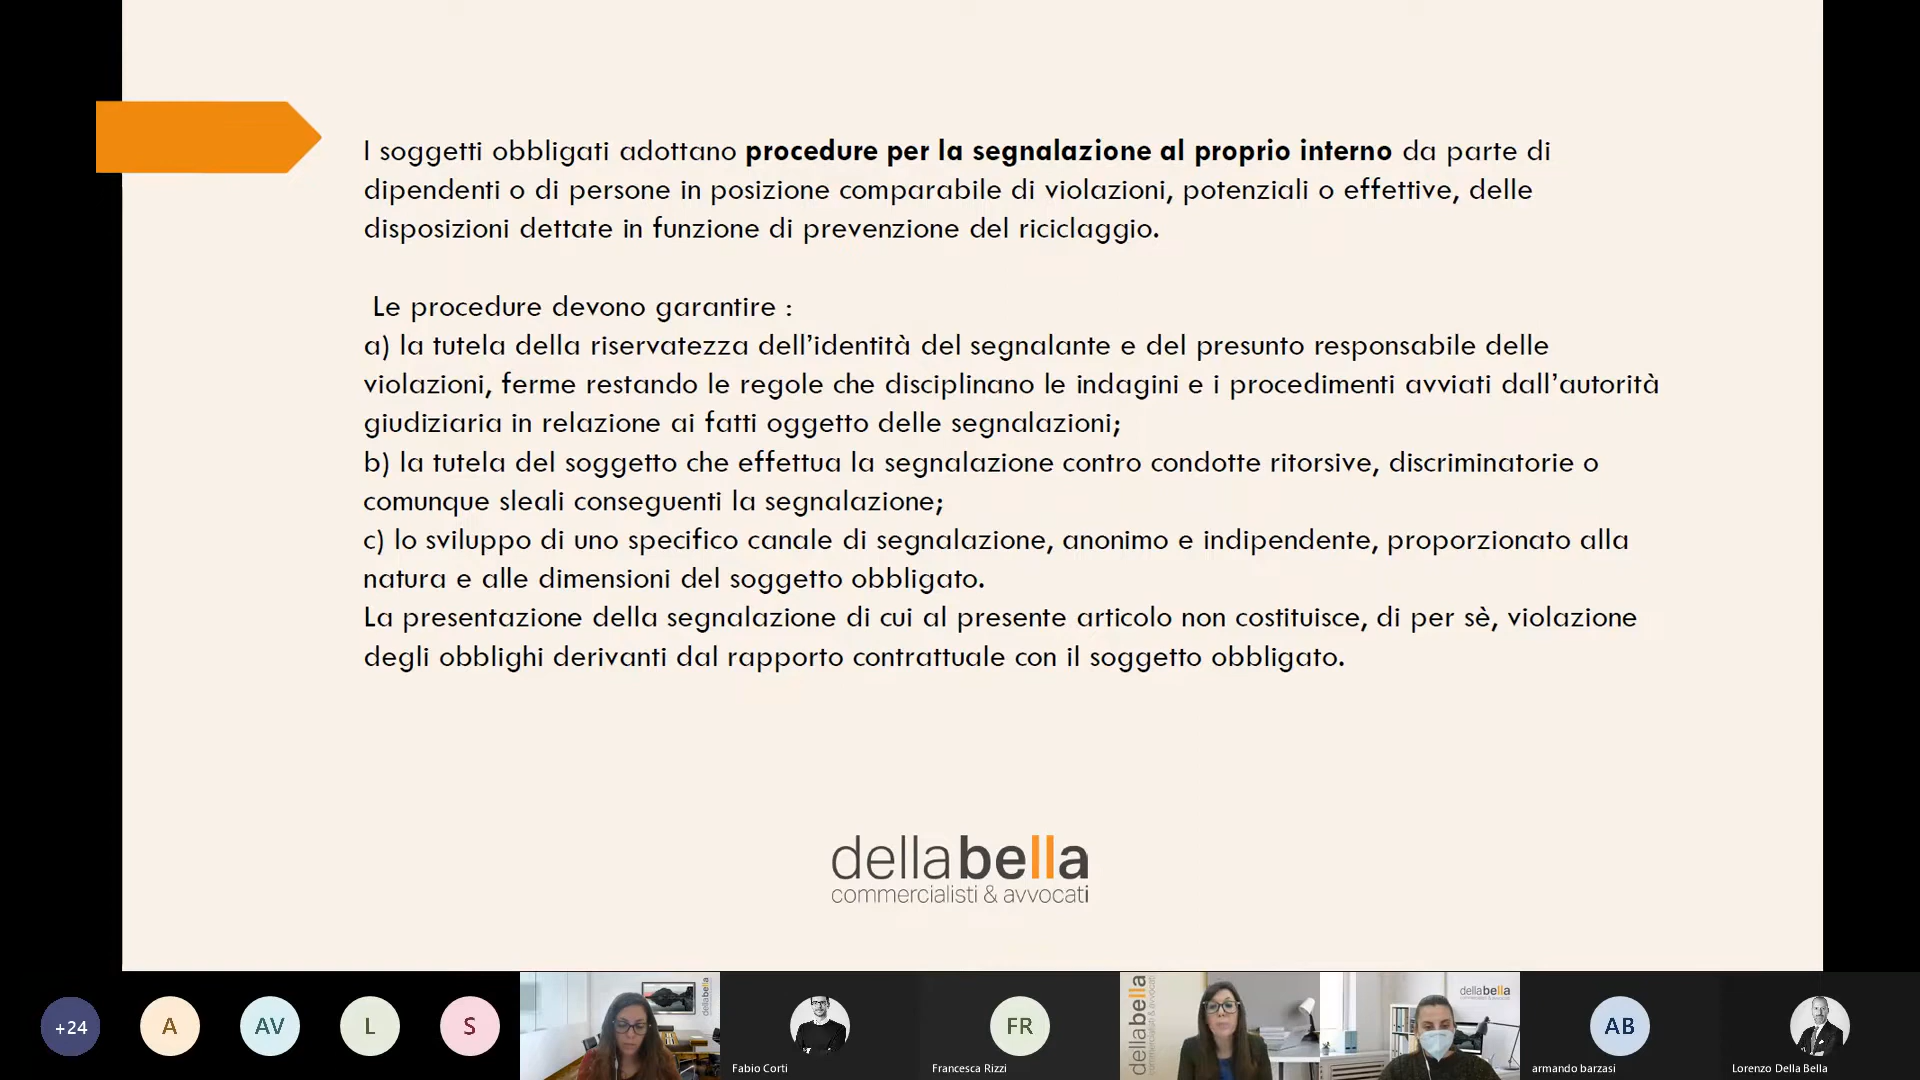 I soggetti obbligati adottano procedure per la segnalazione al proprio interno da parte di
dipendenti o di persone in posizione comparabile di violazioni, potenziali o effettive, delle
disposizioni dettate in funzione di prevenzione del riciclaggio.
Le procedure devono garantire :
a) la tutela della riservatezza dell'identità del segnalante e del presunto responsabile delle
violazioni, ferme restando le regole che disciplinano le indagini e i procedimenti avviati dall'autorità
giudiziaria in relazione ai fatti oggetto delle segnalazioni;
b) la tutela del soggetto che effettua la segnalazione contro condotte ritorsive, discriminatorie o
comunque sleali conseguenti la segnalazione;
c) lo sviluppo di uno specifico canale di segnalazione, anonimo e indipendente, proporzionato alla
natura e alle dimensioni del soggetto obbligato.
La presentazione della segnalazione di cui al presente articolo non costituisce, di per sè, violazione
degli obblighi derivanti dal rapporto contrattuale con il soggetto obbligato.
dellabella
commercialisti & avvocati
+24
A
AV
L
S
dellabella
Fabio Corti
FR
Francesca Rizzi
dellabella
commercialisti & avvocati
dellabella
AB
armando barzasi
Lorenzo Della Bella